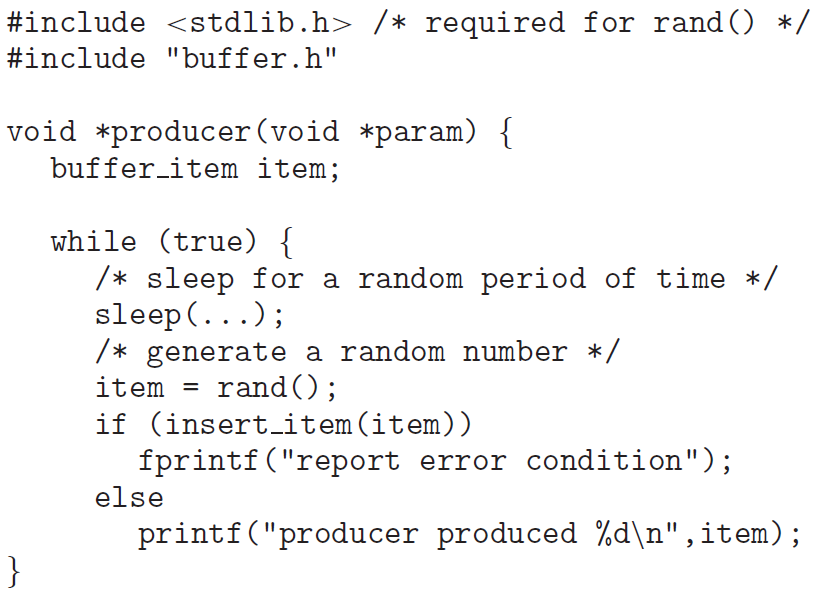 #include <stdlib.h> /* required for rand() */
#include "buffer.h"

void *producer(void *param) {
   buffer_item item;

   while (true) {
      /* sleep for a random period of time */
      sleep(...);
      /* generate a random number */
      item = rand();
      if (insert_item(item))
         fprintf("report error condition");
      else
         printf("producer produced %d\n",item);
}